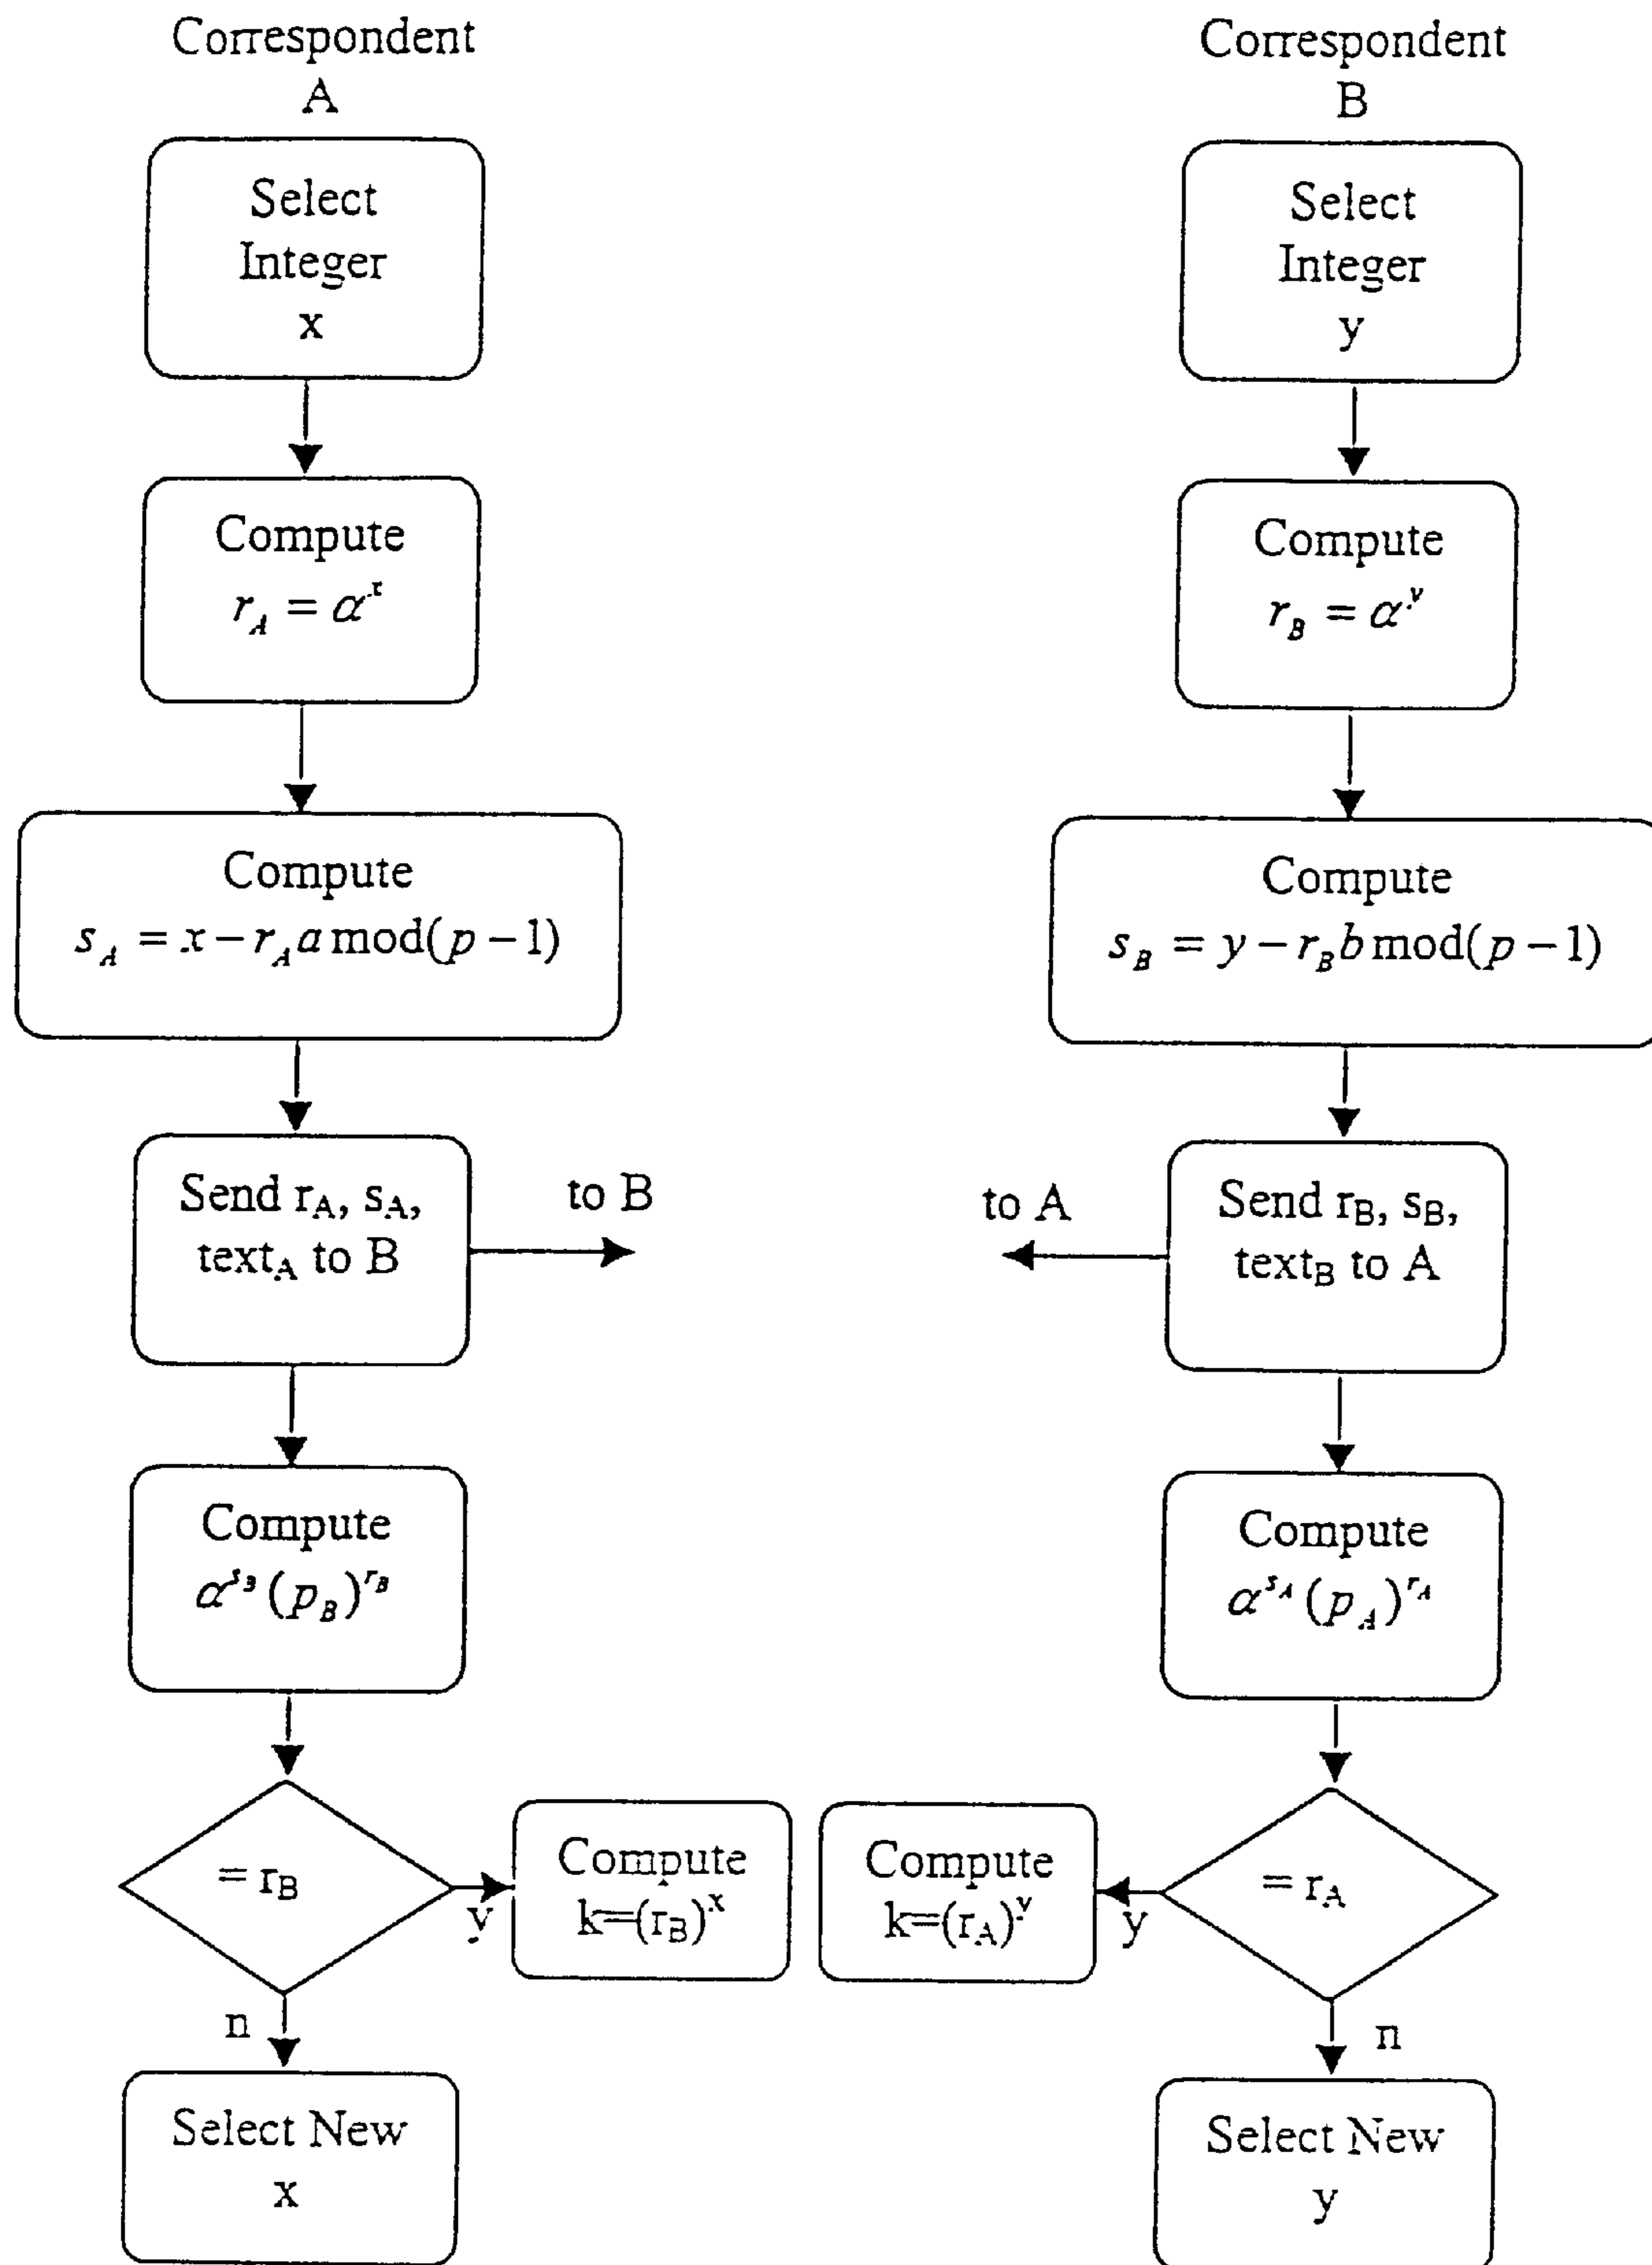 Correspondent
A
Select
Integer
x
Compute
r_A = α^x
Compute
s_A = x − r_A a mod(p − 1)
Send r_A, s_A,
text_A to B
to B
Compute
α^{s_B} (p_B)^{r_B}
= r_B
y
Compute
k=(r_B)^x
n
Select New
x
Correspondent
B
Select
Integer
y
Compute
r_B = α^y
Compute
s_B = y − r_B b mod(p − 1)
Send r_B, s_B,
text_B to A
to A
Compute
α^{s_A} (p_A)^{r_A}
= r_A
y
Compute
k=(r_A)^y
n
Select New
y